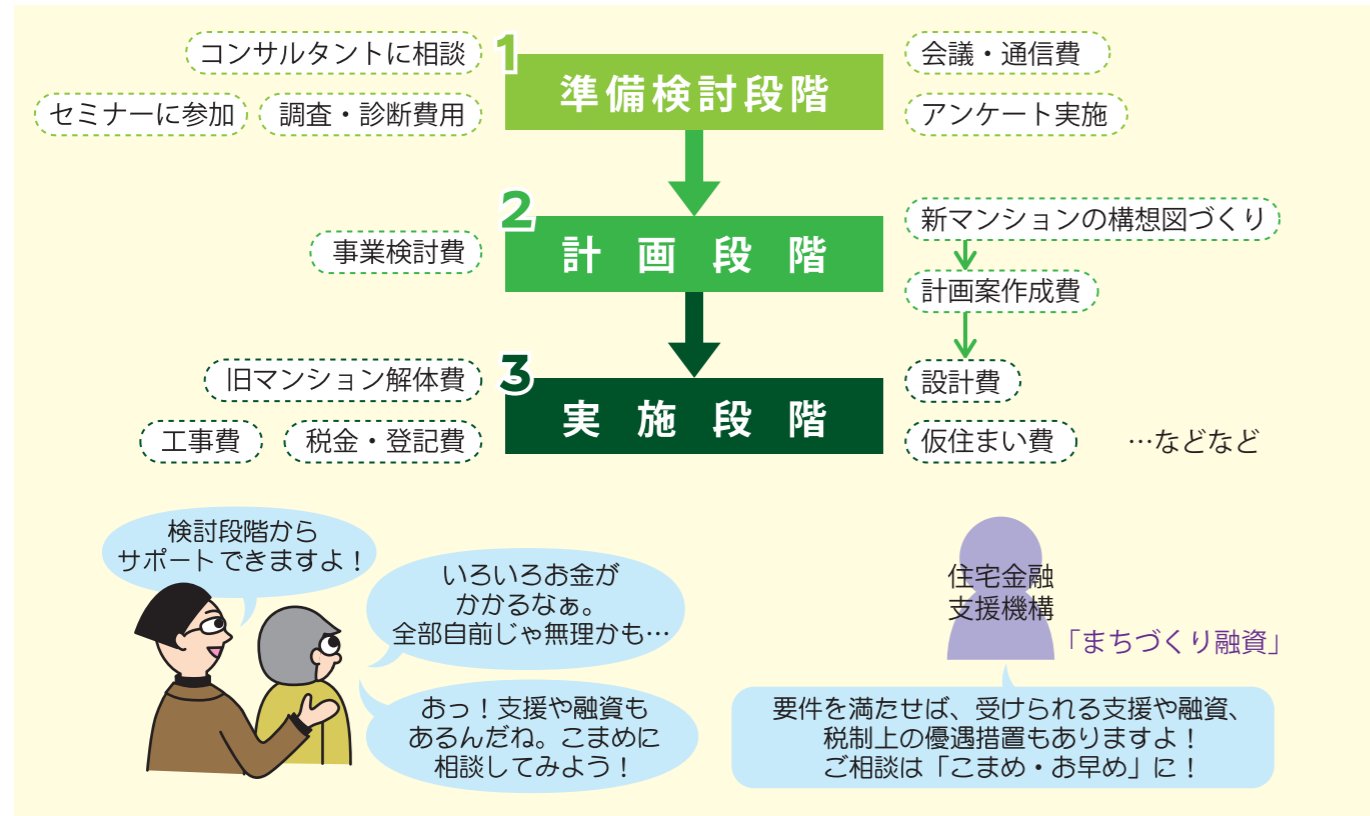 コンサルタントに相談
セミナーに参加
調査・診断費用
1
準備検討段階
会議・通信費
アンケート実施
事業検討費
2
計画段階
新マンションの構想図づくり
計画案作成費
設計費
旧マンション解体費
工事費
税金・登記費
3
実施段階
仮住まい費
…などなど
検討段階から
サポートできますよ！
いろいろお金が
かかるなぁ。
全部自前じゃ無理かも…
おっ！支援や融資も
あるんだね。こまめに
相談してみよう！
住宅金融
支援機構
「まちづくり融資」
要件を満たせば、受けられる支援や融資、
税制上の優遇措置もありますよ！
ご相談は「こまめ・お早め」に！